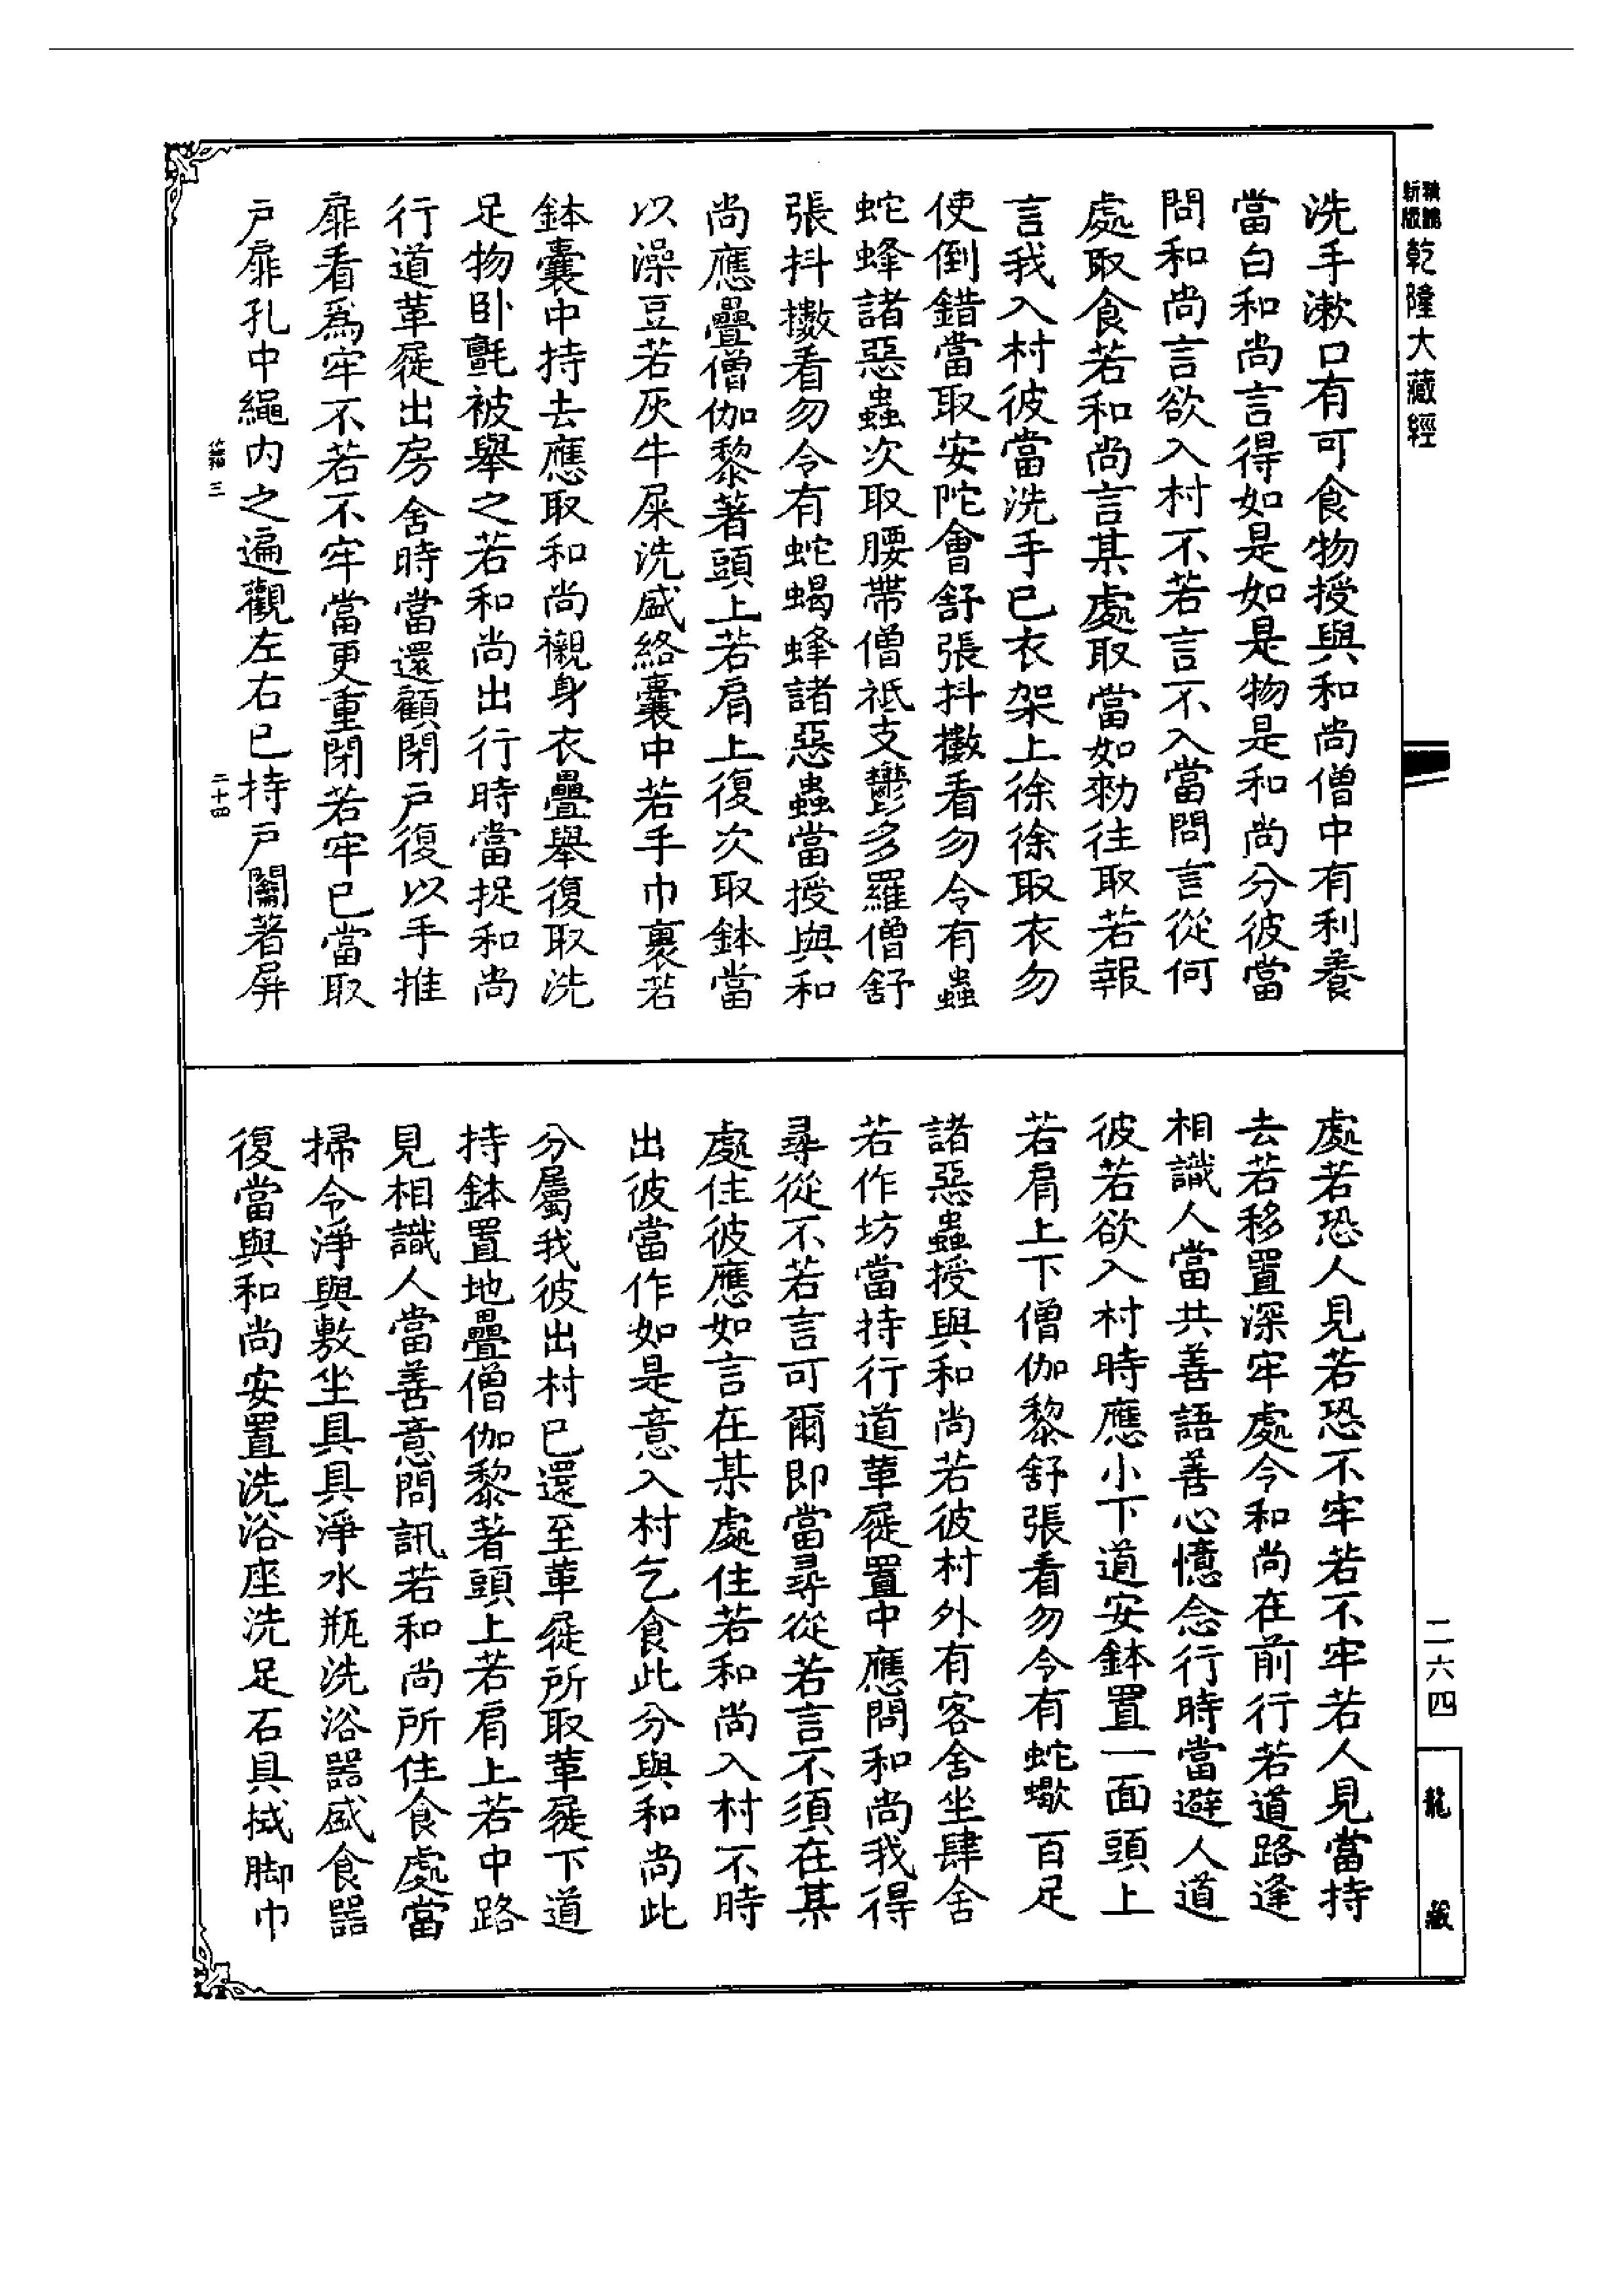 精鑄
新版
乾隆大藏經
洗手漱口有可食物授與和尚僧中有利養
當白和尚言得如是如是物是和尚分彼當
問和尚言欲入村不若言不入當問言從何
處取食若和尚言某處取當如勑往取若報
言我入村彼當洗手已衣架上徐徐取衣勿
使倒錯當取安陀會舒張抖擻看勿令有蟲
蛇蜂諸惡蟲次取腰帶僧祇支鬱多羅僧舒
張抖擻看勿令有蛇蝎蜂諸惡蟲當授與和
尚應疊僧伽黎著頭上若肩上復次取鉢當
以澡豆若灰牛屎洗盛絡囊中若手巾裹若
鉢囊中持去應取和尚襯身衣疊舉復取洗
足物卧氈被舉之若和尚出行時當捉和尚
行道革屣出房舍時當還顧閉戶復以手推
扉看爲牢不若不牢當更重閉若牢已當取
戶扉孔中繩內之遍觀左右已持戶關著屏
三
二十四
處若恐人見若恐不牢若不牢若人見當持
去若移置深牢處令和尚在前行若道路逢
相識人當共善語善心憶念行時當避人道
彼若欲入村時應小下道安鉢置一面頭上
若肩上下僧伽黎舒張看勿令有蛇蠍百足
諸惡蟲授與和尚若彼村外有客舍坐肆舍
若作坊當持行道革屣置中應問和尚我得
尋從不若言可爾即當尋從若言不須在某
處住彼應如言在某處住若和尚入村不時
出彼當作如是意入村乞食此分與和尚此
分屬我彼出村已還至革屣所取革屣下道
持鉢置地疊僧伽黎著頭上若肩上若中路
見相識人當善意問訊若和尚所住食處當
掃令淨與敷坐具具淨水瓶洗浴器盛食器
復當與和尚安置洗浴座洗足石具拭脚巾
二六四
龍
藏